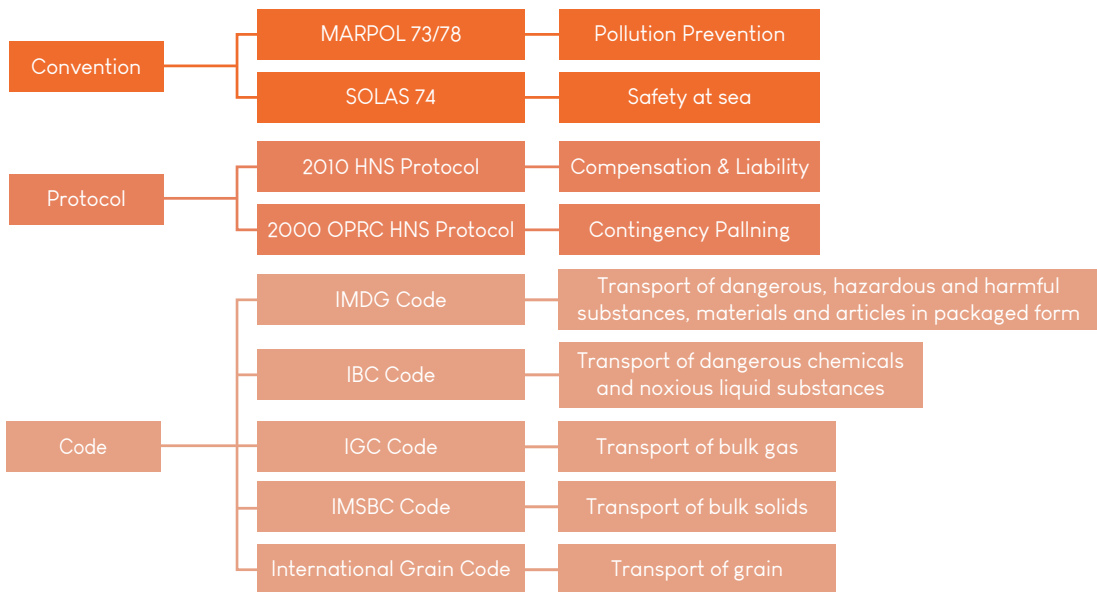 Convention
MARPOL 73/78
Pollution Prevention
SOLAS 74
Safety at sea
Protocol
2010 HNS Protocol
Compensation & Liability
2000 OPRC HNS Protocol
Contingency Pallning
Code
IMDG Code
Transport of dangerous, hazardous and harmful
substances, materials and articles in packaged form
IBC Code
Transport of dangerous chemicals
and noxious liquid substances
IGC Code
Transport of bulk gas
IMSBC Code
Transport of bulk solids
International Grain Code
Transport of grain